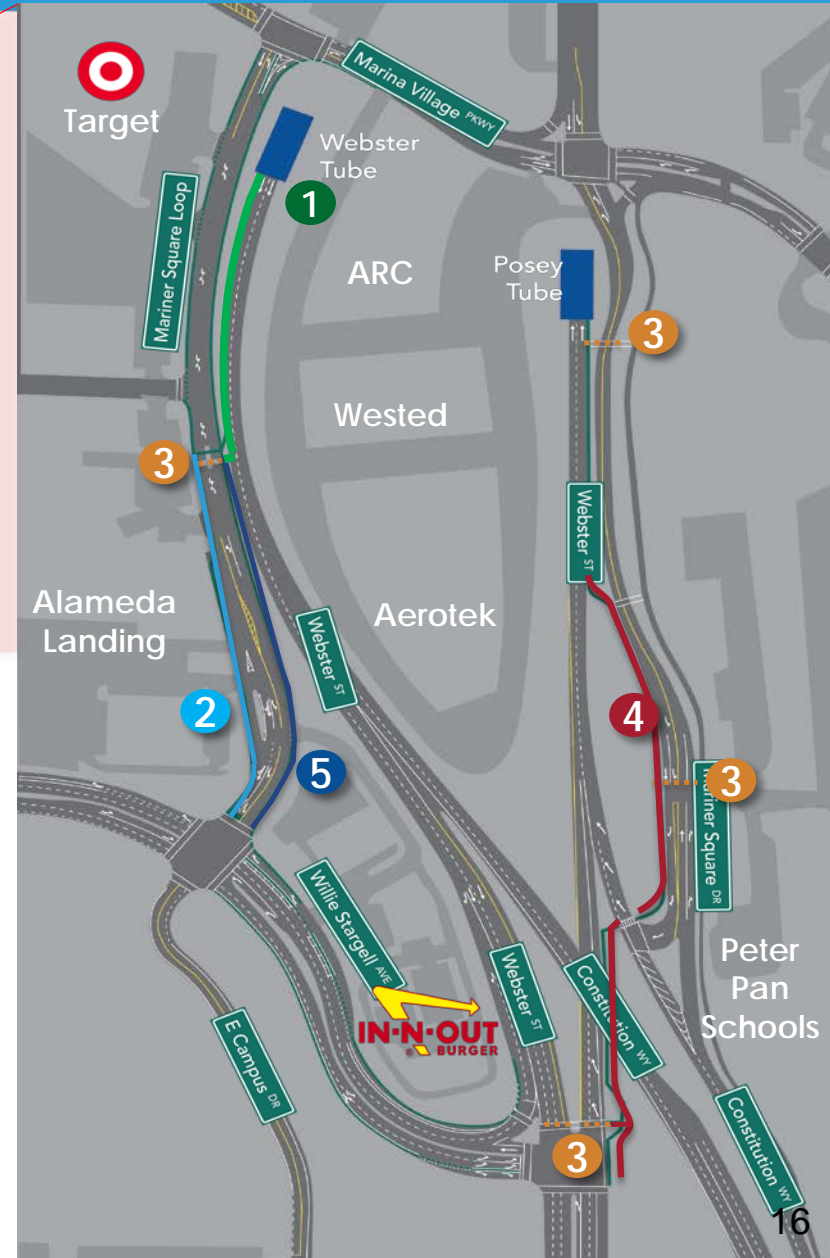 Target
Marina Village PKWY
Webster
Tube
1
Mariner Square Loop
ARC
Posey
Tube
3
Wested
3
Webster ST
Alameda
Landing
Aerotek
Webster ST
2
4
5
3
Mariner Square DR
Willie Stargell AVE
Peter
Pan
Schools
IN-N-OUT
BURGER
®
Webster ST
Constitution WY
E Campus DR
3
Constitution WY
16